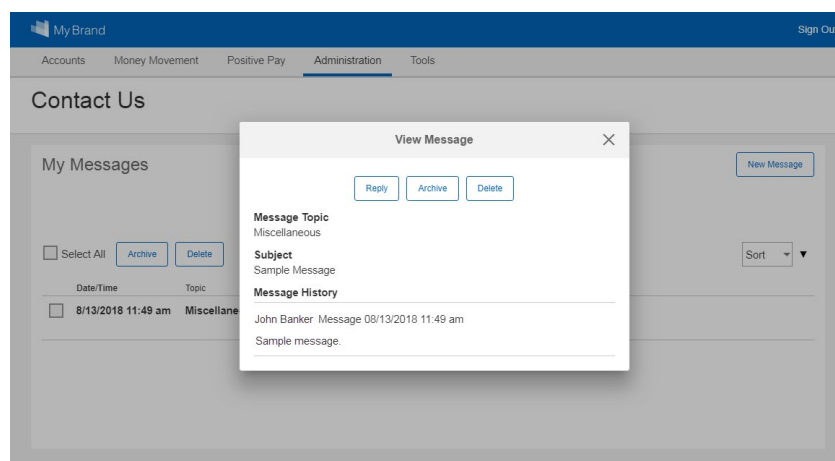 My Brand
Sign Ou
Accounts Money Movement Positive Pay Administration Tools
Contact Us
View Message
My Messages
New Message
Reply Archive Delete
Message Topic
Miscellaneous
Select All Archive Delete
Subject
Sort
Sample Message
Date/Time Topic
Message History
8/13/2018 11:49 am Miscellane
John Banker Message 08/13/2018 11:49 am
Sample message.